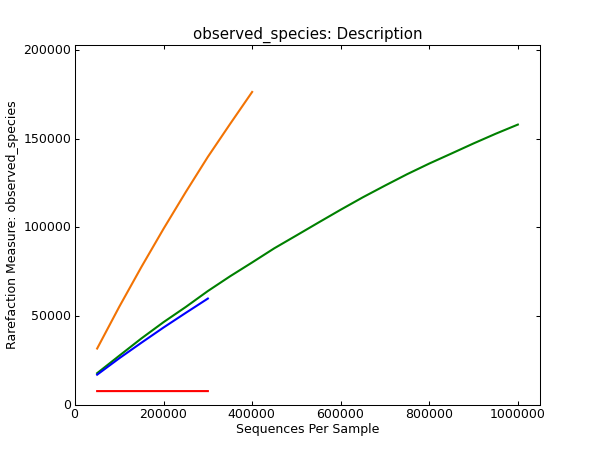 observed_species: Description
Rarefaction Measure: observed_species
200000
150000
100000
50000
0
0 200000 400000 600000 800000 1000000
Sequences Per Sample